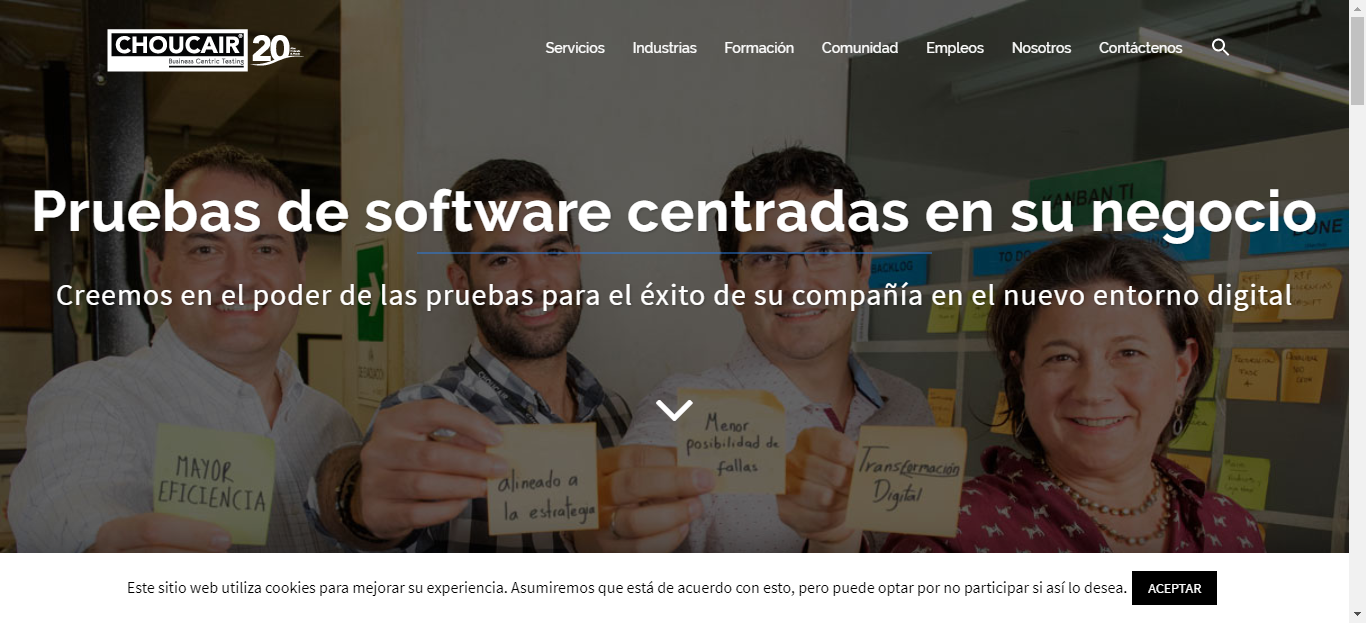 CHOUCAIR®
Business Centric Testing
20
Servicios
Industrias
Formación
Comunidad
Empleos
Nosotros
Contáctenos
KANBAN TI
DONE
TO DO
BACKLOG
Pruebas de software centradas en su negocio
Creemos en el poder de las pruebas para el éxito de su compañía en el nuevo entorno digital
MAYOR
EFICIENCIA
alineado a
la estrategia
Menor
posibilidad de
fallas
Transformación
Digital
Este sitio web utiliza cookies para mejorar su experiencia. Asumiremos que está de acuerdo con esto, pero puede optar por no participar si así lo desea.
ACEPTAR